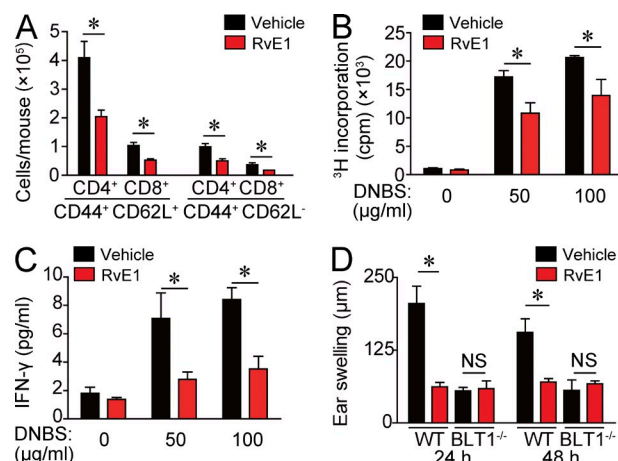 A
Vehicle
RvE1
Cells/mouse (×10⁵)
5
4
3
2
1
0
* * * *
CD4⁺ CD8⁺ CD4⁺ CD8⁺
CD44⁺ CD62L⁺ CD44⁺ CD62L⁻
B
Vehicle
RvE1
³H incorporation
(cpm) (×10³)
25
20
15
10
5
0
* *
DNBS: 0 50 100
(μg/ml)
C
Vehicle
RvE1
IFN-γ (pg/ml)
10
8
6
4
2
0
* *
DNBS: 0 50 100
(μg/ml)
D
Vehicle
RvE1
Ear swelling (μm)
250
125
0
* NS * NS
WT BLT1⁻/⁻ WT BLT1⁻/⁻
24 h 48 h